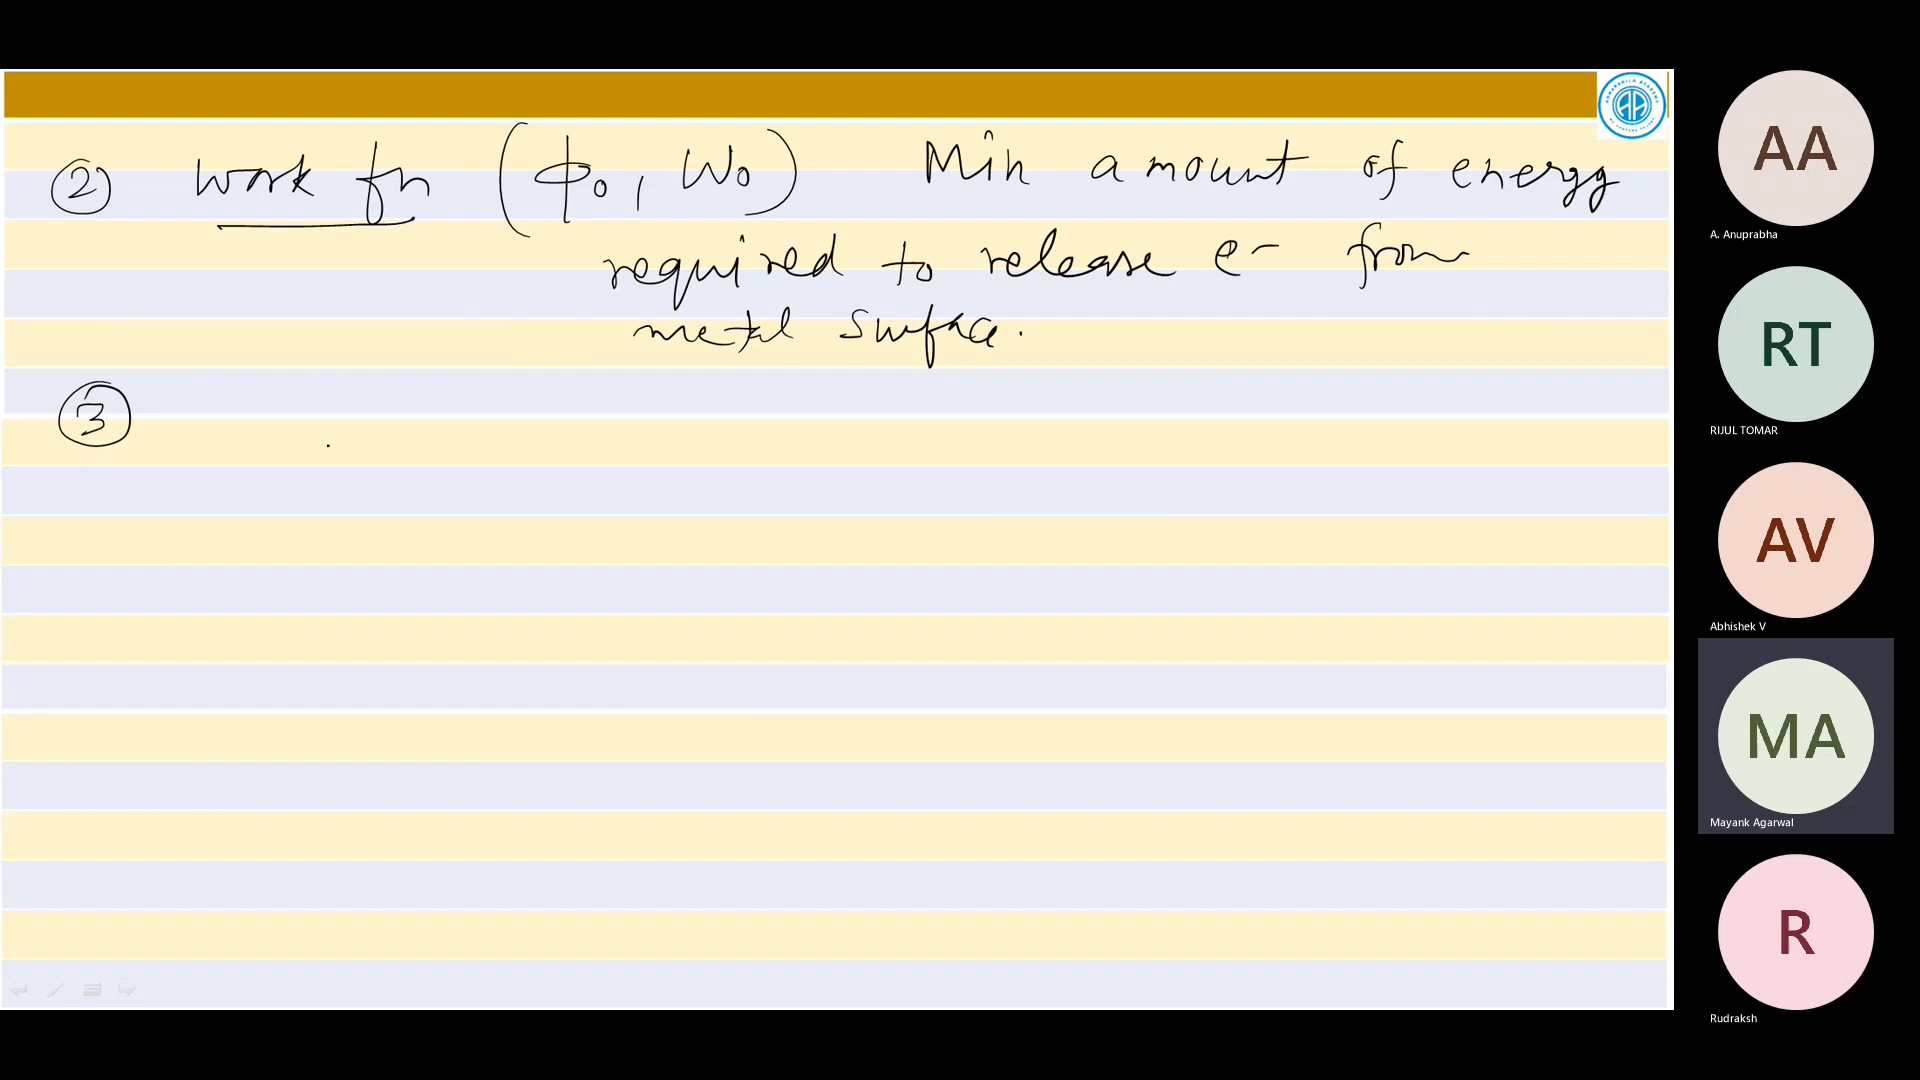 ② Work fn (ϕ₀, W₀) Min amount of energy
required to release e- from
metal surface.
③
AA
A. Anuprabha
RT
RIJUL TOMAR
AV
Abhishek V
MA
Mayank Agarwal
R
Rudraksh